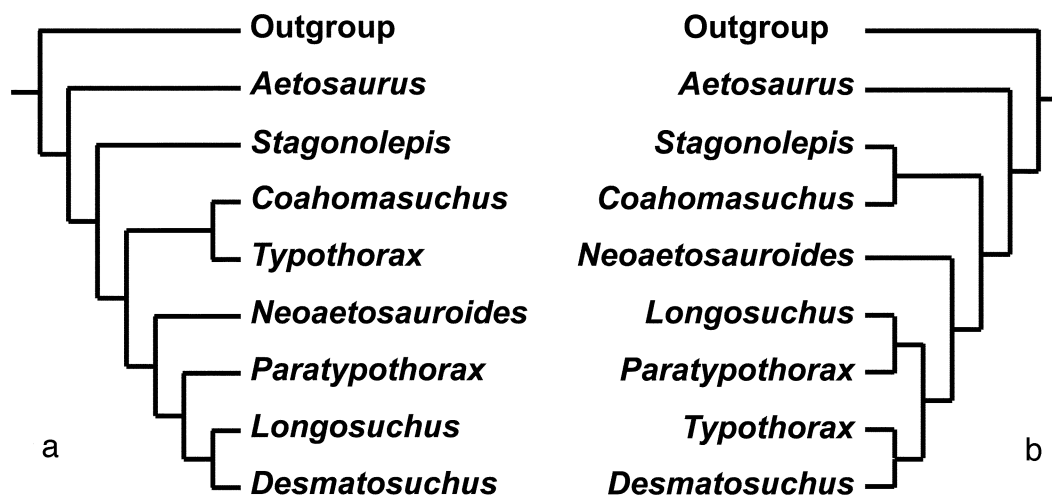 Outgroup
Aetosaurus
Stagonolepis
Coahomasuchus
Typothorax
Neoaetosauroides
Paratypothorax
Longosuchus
Desmatosuchus
a
Outgroup
Aetosaurus
Stagonolepis
Coahomasuchus
Neoaetosauroides
Longosuchus
Paratypothorax
Typothorax
Desmatosuchus
b